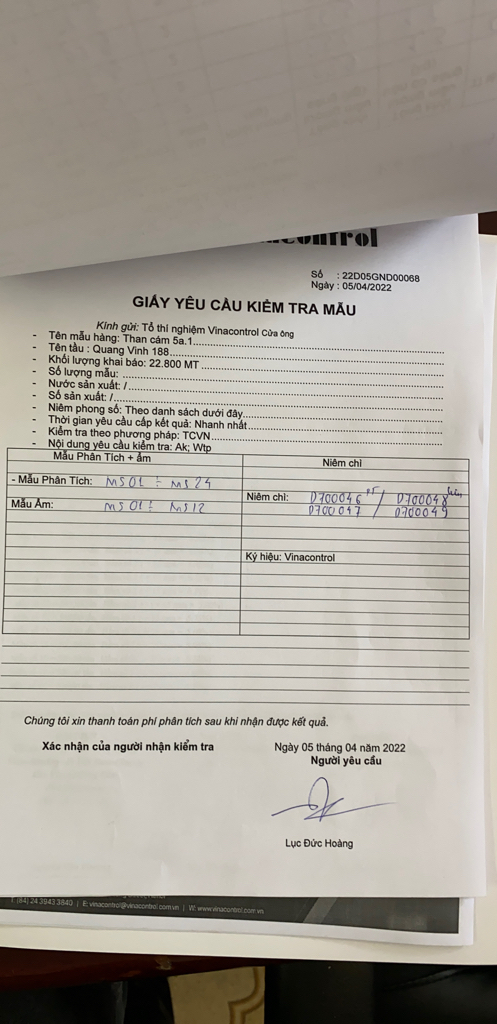 control
Số : 22D05GND00068
Ngày : 05/04/2022
GIẤY YÊU CẦU KIỂM TRA MẪU
Kính gửi: Tổ thí nghiệm Vinacontrol Cửa ông
- Tên mẫu hàng: Than cám 5a.1
- Tên tầu : Quang Vinh 188
- Khối lượng khai báo: 22.800 MT
- Số lượng mẫu:
- Nước sản xuất: /
- Số sản xuất: /
- Niêm phong số: Theo danh sách dưới đây
- Thời gian yêu cầu cấp kết quả: Nhanh nhất
- Kiểm tra theo phương pháp: TCVN
- Nội dung yêu cầu kiểm tra: Ak; Wtp
Mẫu Phân Tích + ẩm
Niêm chì
- Mẫu Phân Tích: MS01 ÷ MS24
Niêm chì: D700046 PT / D700048
D700047 / D700049
Mẫu Ẩm: MS01 ÷ MS12
Ký hiệu: Vinacontrol
Chúng tôi xin thanh toán phí phân tích sau khi nhận được kết quả.
Xác nhận của người nhận kiểm tra
Ngày 05 tháng 04 năm 2022
Người yêu cầu
Lục Đức Hoàng
T: (84) 24 3943 3840 | E: vinacontrol@vinacontrol.com.vn | W: www.vinacontrol.com.vn